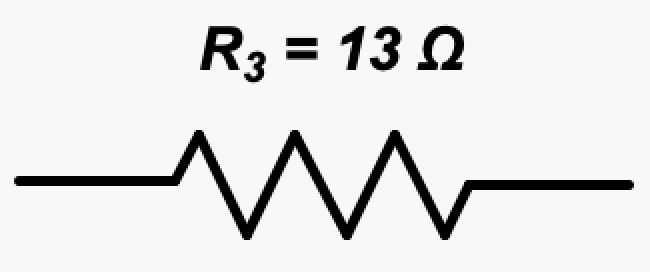 R₃ = 13 Ω